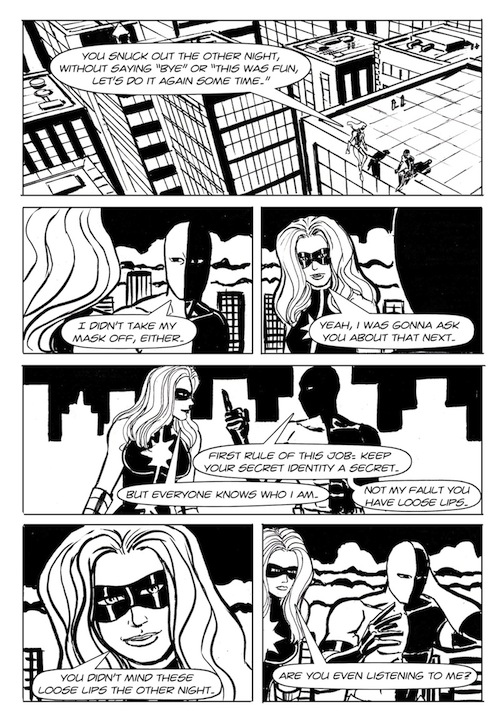 YOU SNUCK OUT THE OTHER NIGHT,
WITHOUT SAYING "BYE" OR "THIS WAS FUN,
LET'S DO IT AGAIN SOME TIME."
I DIDN'T TAKE MY
MASK OFF, EITHER.
YEAH, I WAS GONNA ASK
YOU ABOUT THAT NEXT.
FIRST RULE OF THIS JOB: KEEP
YOUR SECRET IDENTITY A SECRET.
BUT EVERYONE KNOWS WHO I AM.
NOT MY FAULT YOU
HAVE LOOSE LIPS.
YOU DIDN'T MIND THESE
LOOSE LIPS THE OTHER NIGHT.
ARE YOU EVEN LISTENING TO ME?